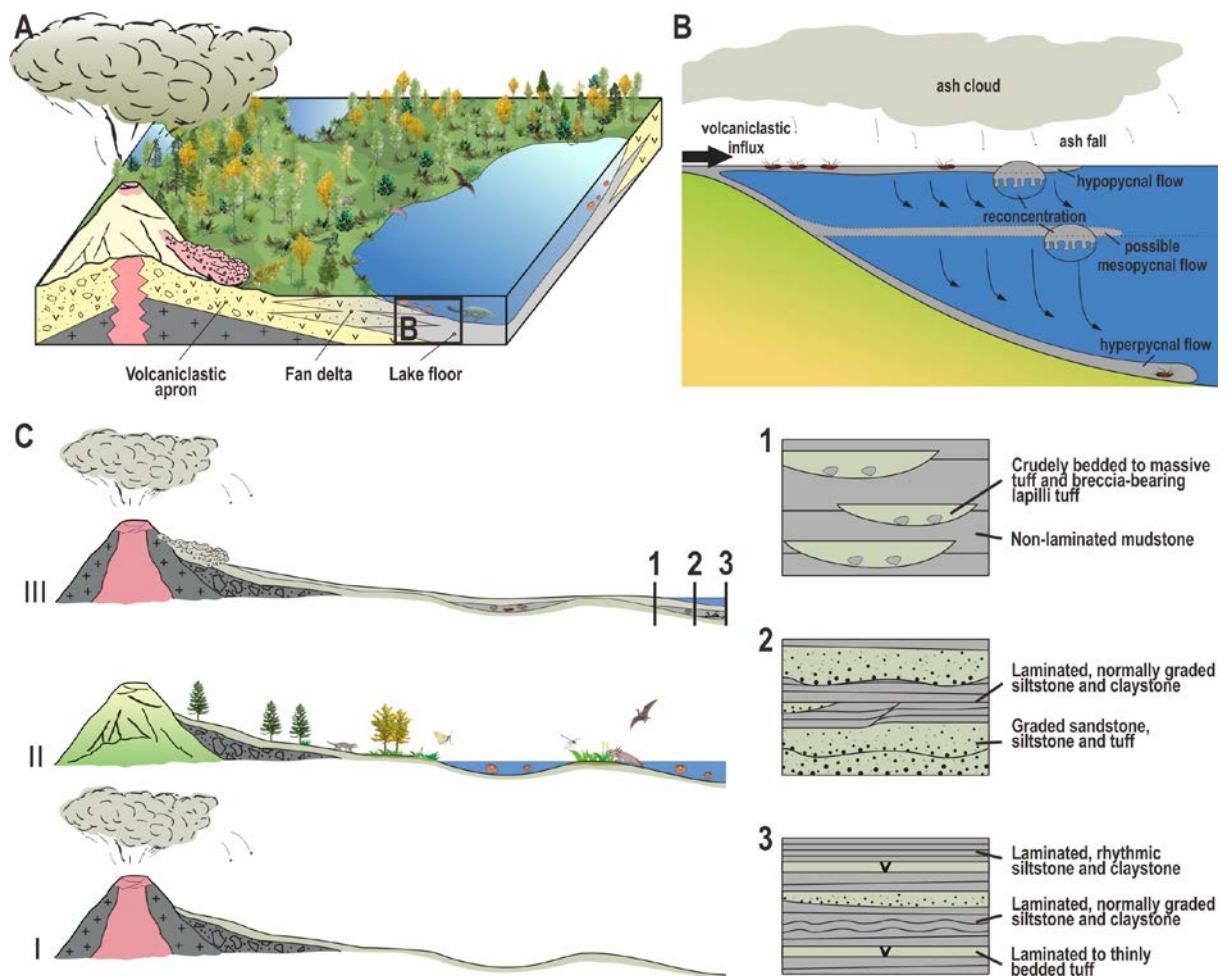 A
B
Volcaniclastic
apron
Fan delta
Lake floor
B
ash cloud
volcaniclastic
influx
ash fall
hypopycnal flow
reconcentration
possible
mesopycnal flow
hyperpycnal flow
C
III
1
2
3
II
I
1
Crudely bedded to massive
tuff and breccia-bearing
lapilli tuff
Non-laminated mudstone
2
Laminated, normally graded
siltstone and claystone
Graded sandstone,
siltstone and tuff
3
Laminated, rhythmic
siltstone and claystone
Laminated, normally graded
siltstone and claystone
Laminated to thinly
bedded tuff